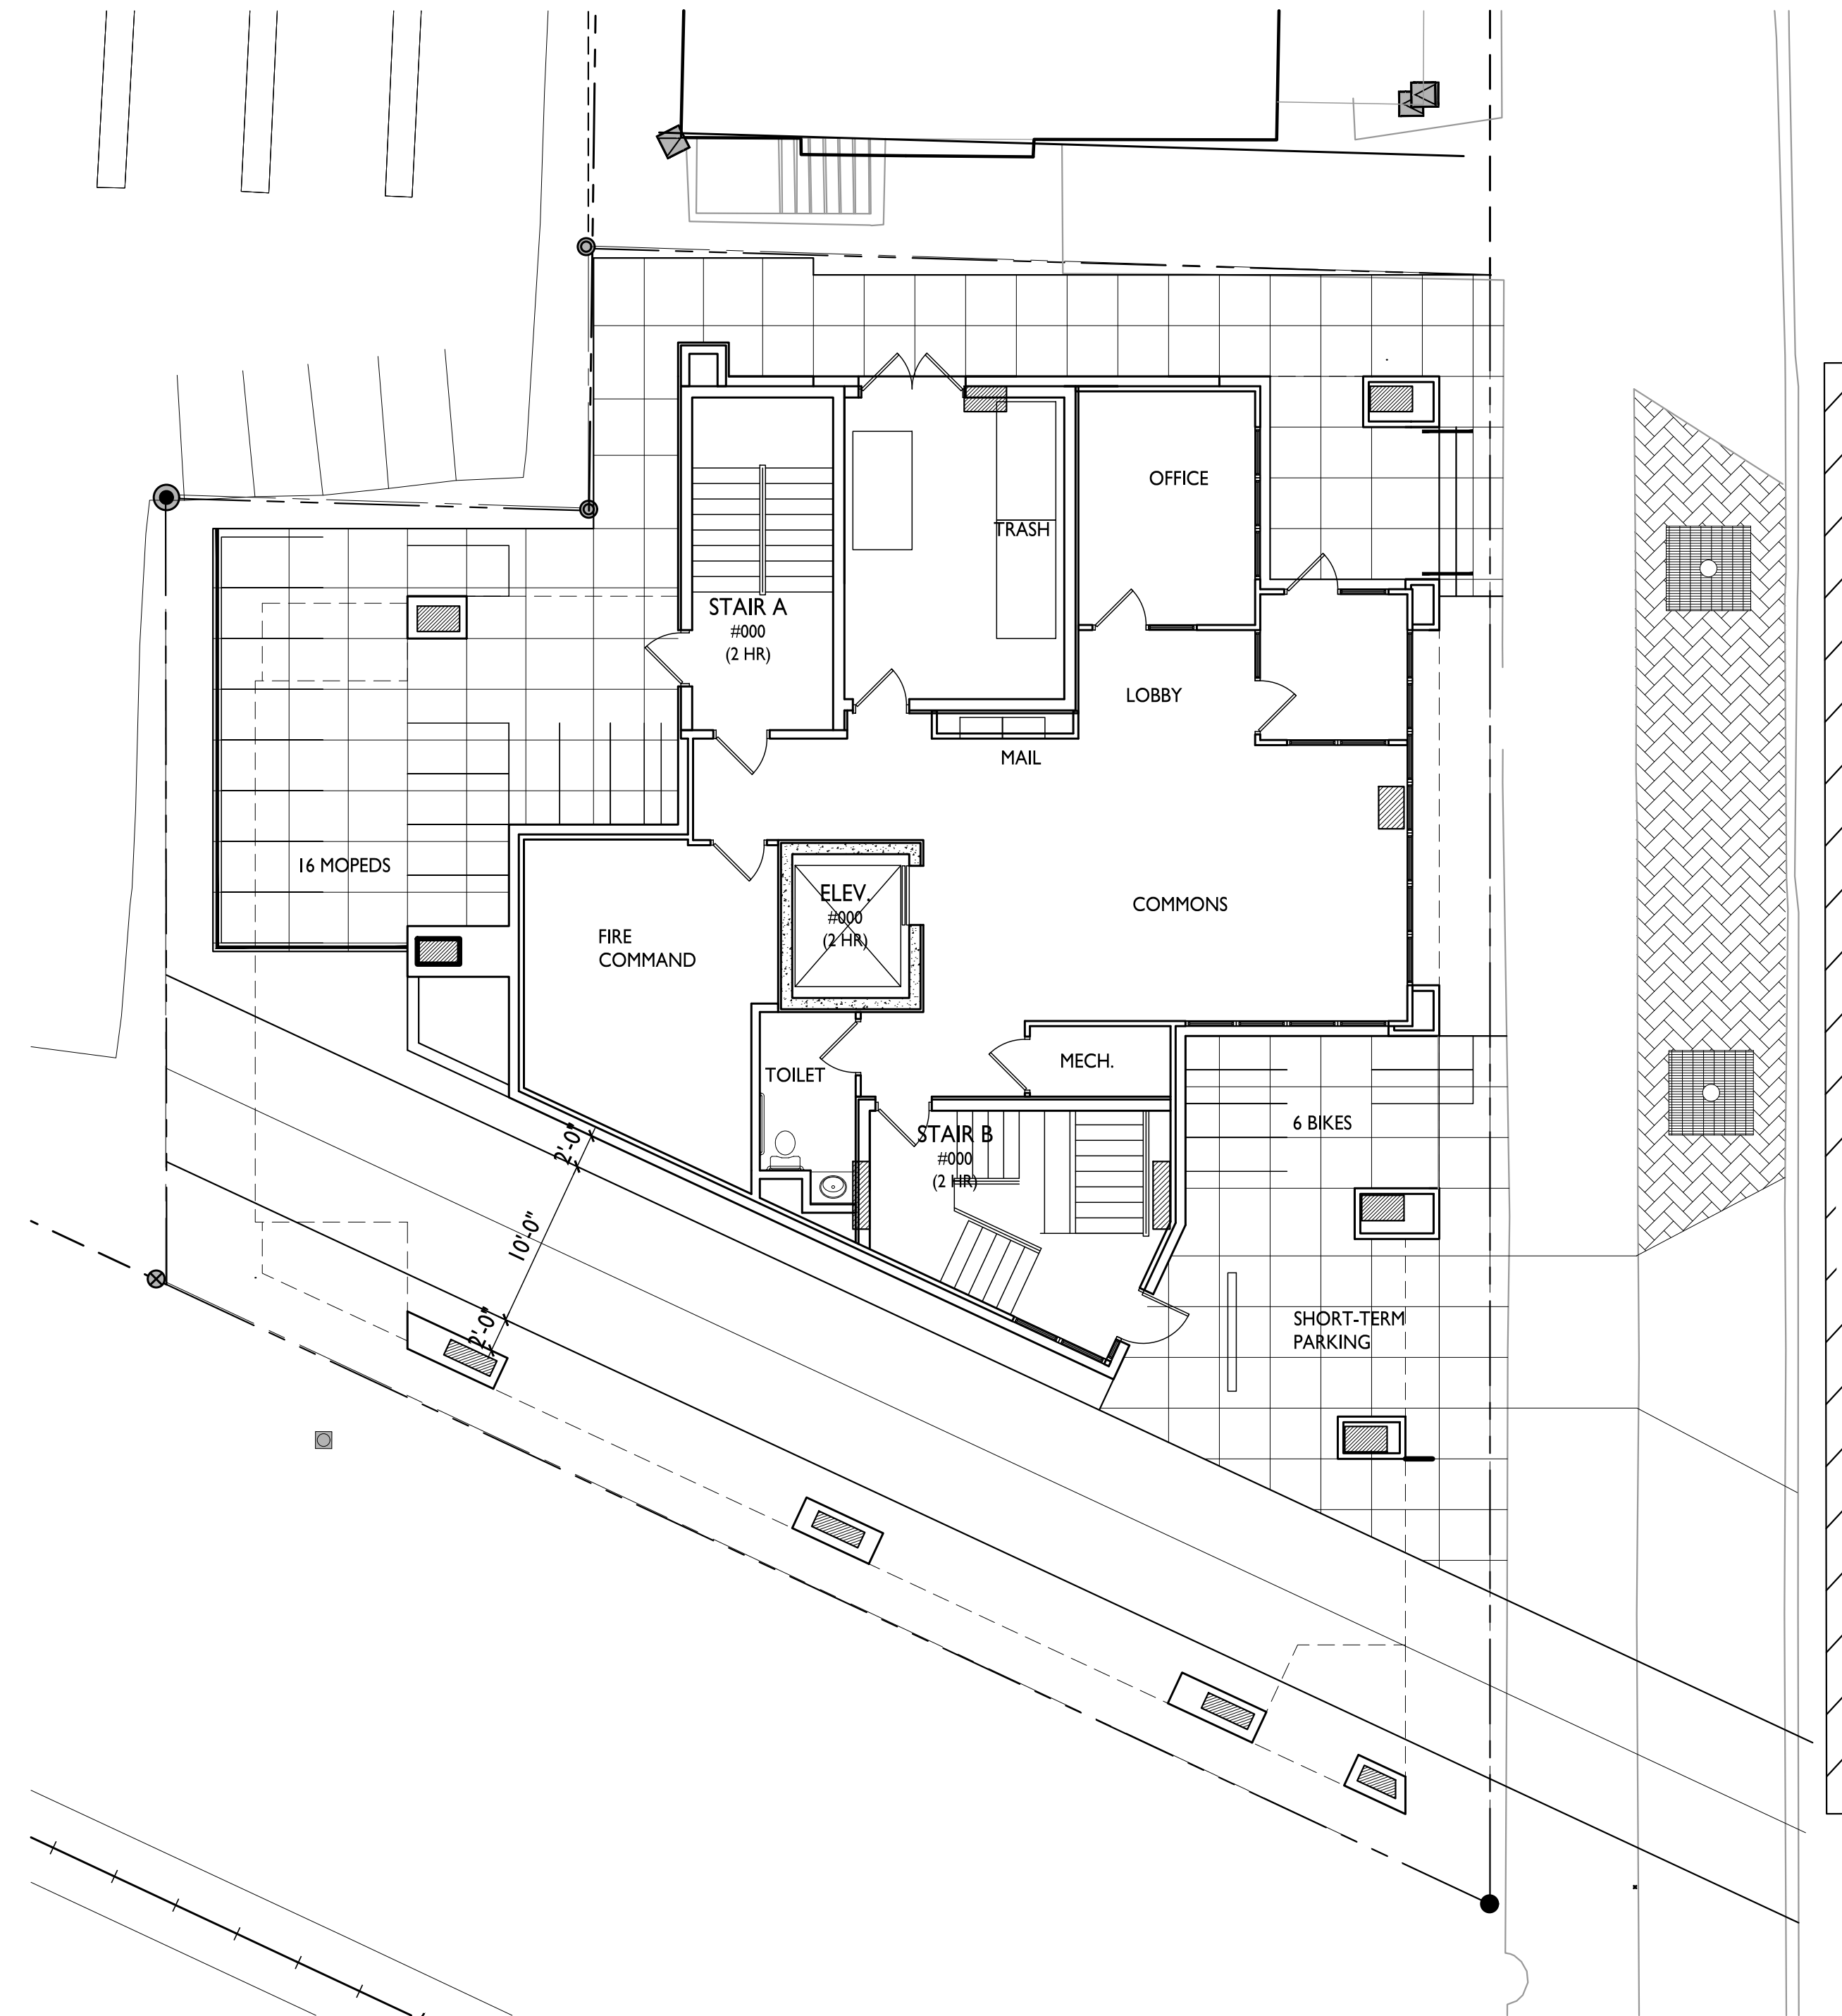 OFFICE
TRASH
STAIR A
#000
(2 HR)
LOBBY
MAIL
16 MOPEDS
ELEV.
#000
(2 HR)
COMMONS
FIRE
COMMAND
TOILET
MECH.
6 BIKES
STAIR B
#000
(2 HR)
2'-0"
10'-0"
2'-0"
SHORT-TERM
PARKING